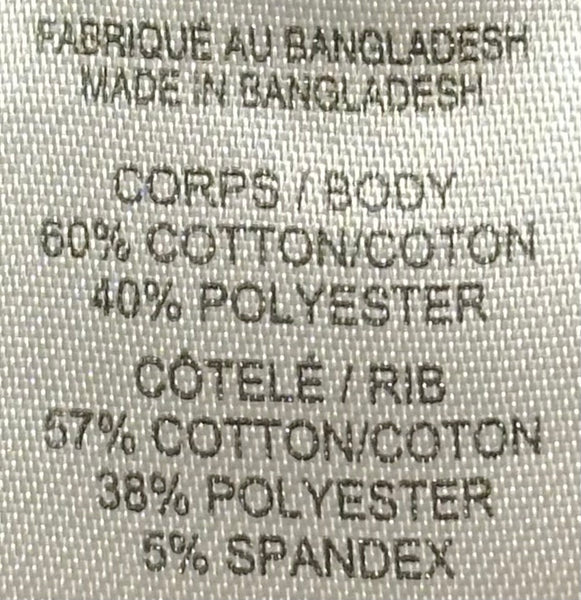 FABRIQUÉ AU BANGLADESH
MADE IN BANGLADESH
CORPS / BODY
60% COTTON/COTON
40% POLYESTER
CÔTELÉ / RIB
57% COTTON/COTON
38% POLYESTER
5% SPANDEX